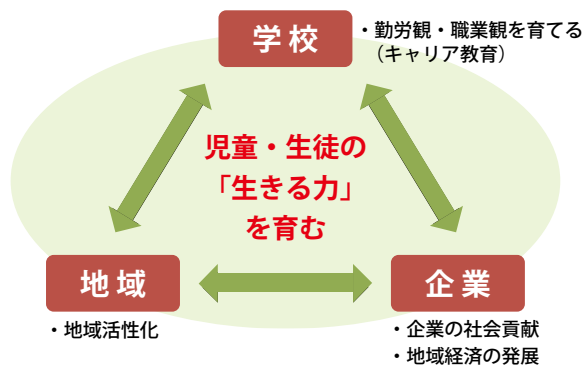 学校
・勤労観・職業観を育てる
（キャリア教育）
児童・生徒の
「生きる力」
を育む
地域
・地域活性化
企業
・企業の社会貢献
・地域経済の発展